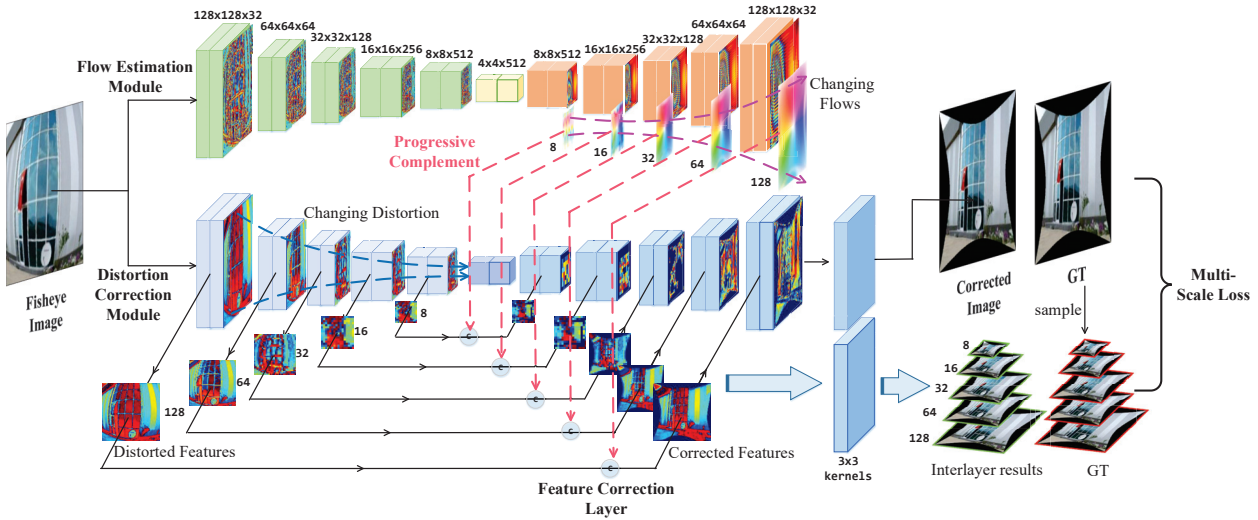 128x128x32
64x64x64
32x32x128
16x16x256
8x8x512
4x4x512
8x8x512
16x16x256
32x32x128
64x64x64
128x128x32
Flow Estimation
Module
Changing
Flows
Progressive
Complement
8
16
32
64
128
Fisheye
Image
Distortion
Correction
Module
Changing Distortion
8
16
32
64
128
c
c
c
c
c
Distorted Features
Corrected Features
Feature Correction
Layer
3x3
kernels
Corrected
Image
GT
sample
Multi-
Scale Loss
8
16
32
64
128
Interlayer results
GT